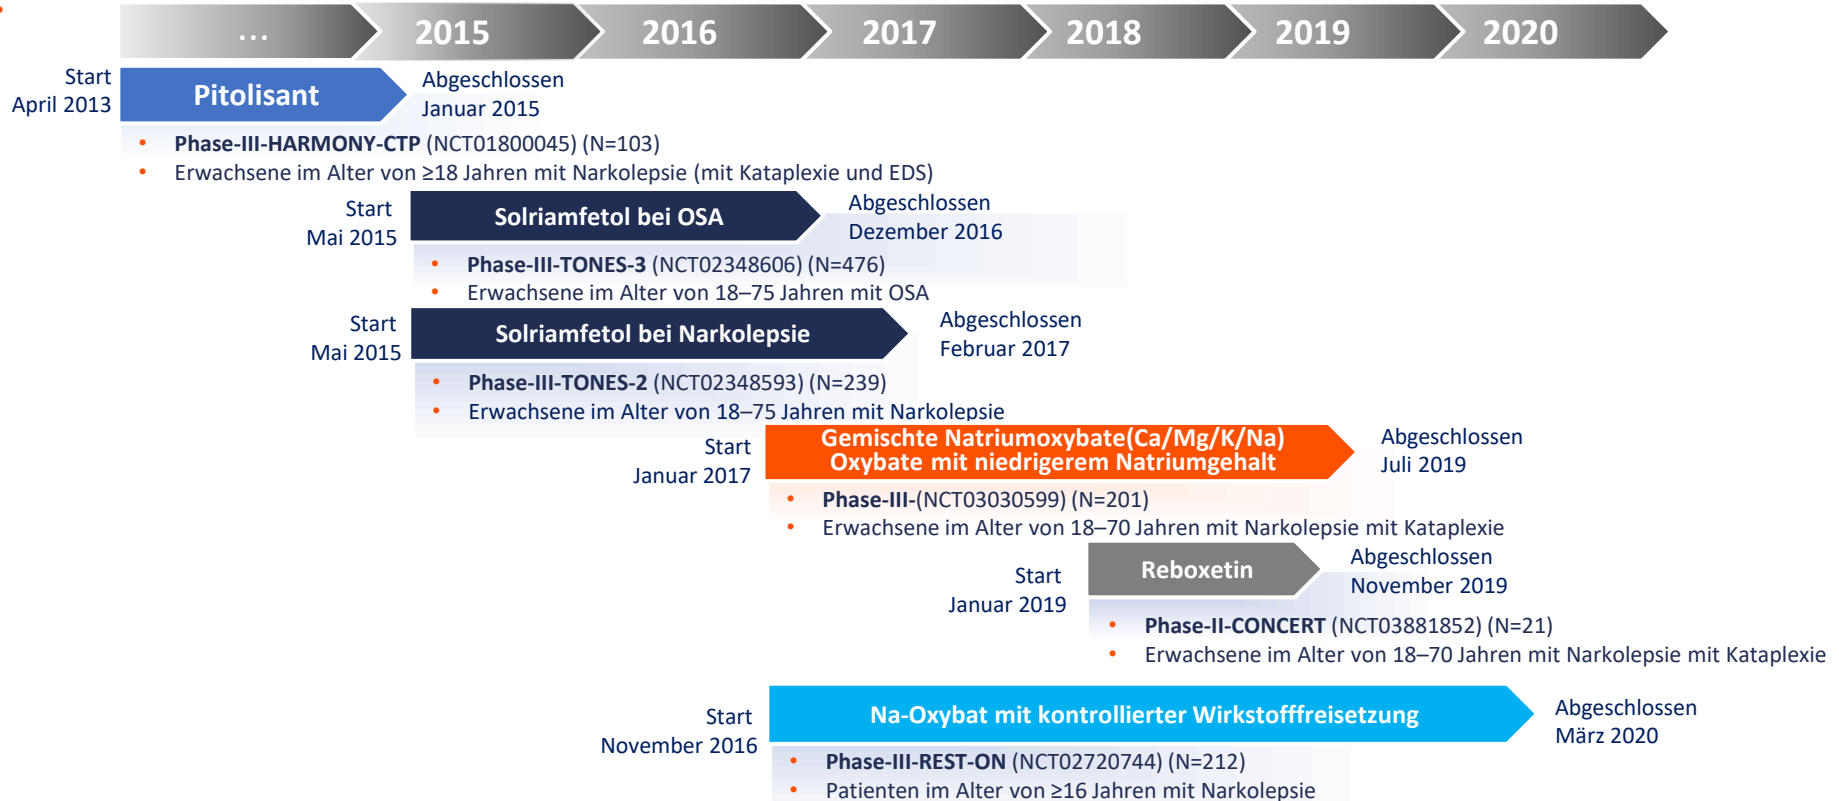 ... 2015 2016 2017 2018 2019 2020
Start
April 2013
Pitolisant
Abgeschlossen
Januar 2015
• Phase-III-HARMONY-CTP (NCT01800045) (N=103)
• Erwachsene im Alter von ≥18 Jahren mit Narkolepsie (mit Kataplexie und EDS)
Start
Mai 2015
Solriamfetol bei OSA
Abgeschlossen
Dezember 2016
• Phase-III-TONES-3 (NCT02348606) (N=476)
• Erwachsene im Alter von 18–75 Jahren mit OSA
Start
Mai 2015
Solriamfetol bei Narkolepsie
Abgeschlossen
Februar 2017
• Phase-III-TONES-2 (NCT02348593) (N=239)
• Erwachsene im Alter von 18–75 Jahren mit Narkolepsie
Start
Januar 2017
Gemischte Natriumoxybate(Ca/Mg/K/Na)
Oxybate mit niedrigerem Natriumgehalt
Abgeschlossen
Juli 2019
• Phase-III-(NCT03030599) (N=201)
• Erwachsene im Alter von 18–70 Jahren mit Narkolepsie mit Kataplexie
Start
Januar 2019
Reboxetin
Abgeschlossen
November 2019
• Phase-II-CONCERT (NCT03881852) (N=21)
• Erwachsene im Alter von 18–70 Jahren mit Narkolepsie mit Kataplexie
Start
November 2016
Na-Oxybat mit kontrollierter Wirkstofffreisetzung
Abgeschlossen
März 2020
• Phase-III-REST-ON (NCT02720744) (N=212)
• Patienten im Alter von ≥16 Jahren mit Narkolepsie